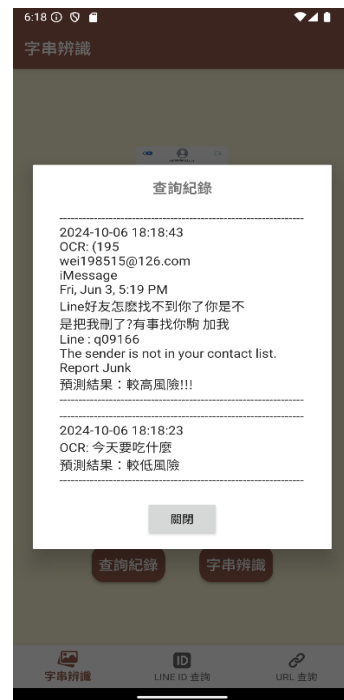 6:18
字串辨識
查詢紀錄
------------------------------------------------------------
2024-10-06 18:18:43
OCR: (195
wei198515@126.com
iMessage
Fri, Jun 3, 5:19 PM
Line好友怎麽找不到你了你是不
是把我刪了?有事找你駒 加我
Line : q09166
The sender is not in your contact list.
Report Junk
預測結果：較高風險!!!
------------------------------------------------------------
------------------------------------------------------------
2024-10-06 18:18:23
OCR: 今天要吃什麼
預測結果：較低風險
------------------------------------------------------------
關閉
查詢紀錄 字串辨識
ID
字串辨識 LINE ID 查詢 URL 查詢